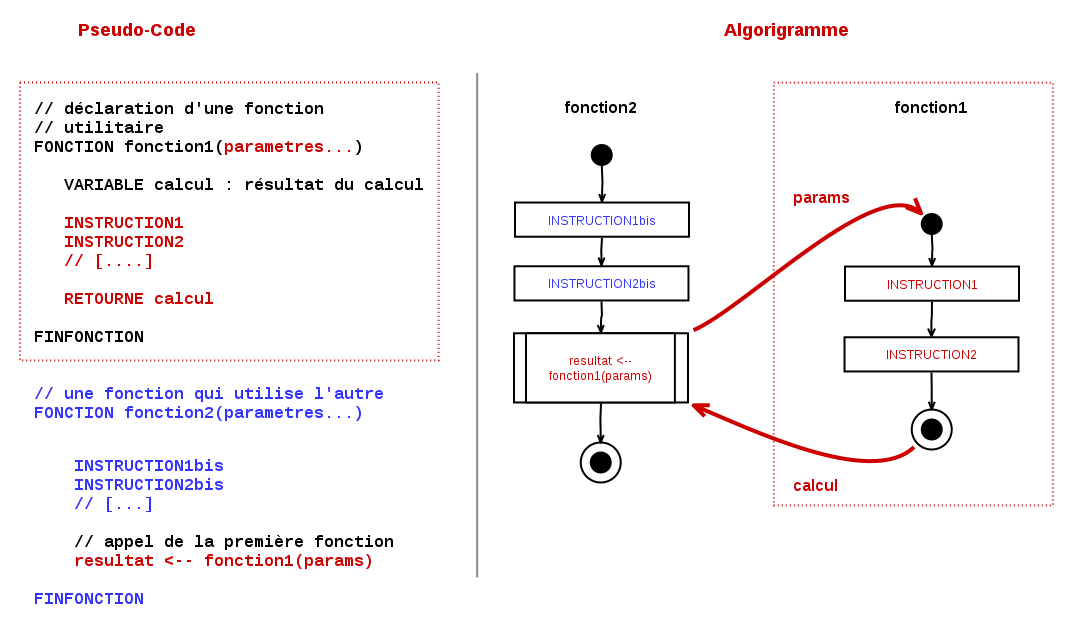 Pseudo-Code
// déclaration d'une fonction
// utilitaire
FONCTION fonction1(parametres...)
VARIABLE calcul : résultat du calcul
INSTRUCTION1
INSTRUCTION2
// [....]
RETOURNE calcul
FINFONCTION
// une fonction qui utilise l'autre
FONCTION fonction2(parametres...)
INSTRUCTION1bis
INSTRUCTION2bis
// [...]
// appel de la première fonction
resultat <-- fonction1(params)
FINFONCTION
Algorigramme
fonction2
INSTRUCTION1bis
INSTRUCTION2bis
resultat <--
fonction1(params)
fonction1
params
INSTRUCTION1
INSTRUCTION2
calcul